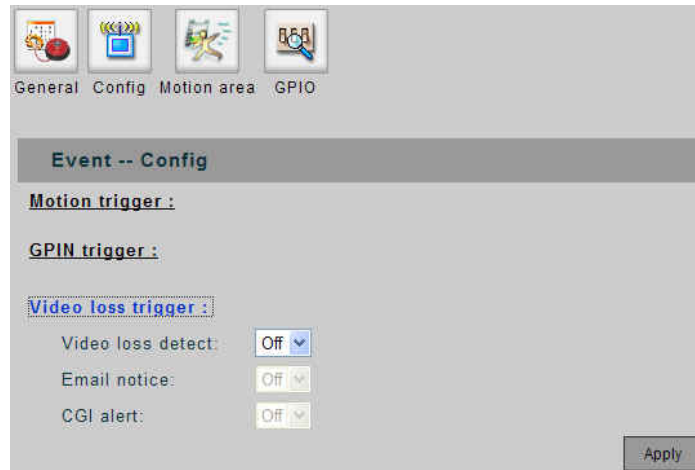 General Config Motion area GPIO
Event -- Config
Motion trigger :
GPIN trigger :
Video loss trigger :
Video loss detect: Off
Email notice: Off
CGI alert: Off
Apply